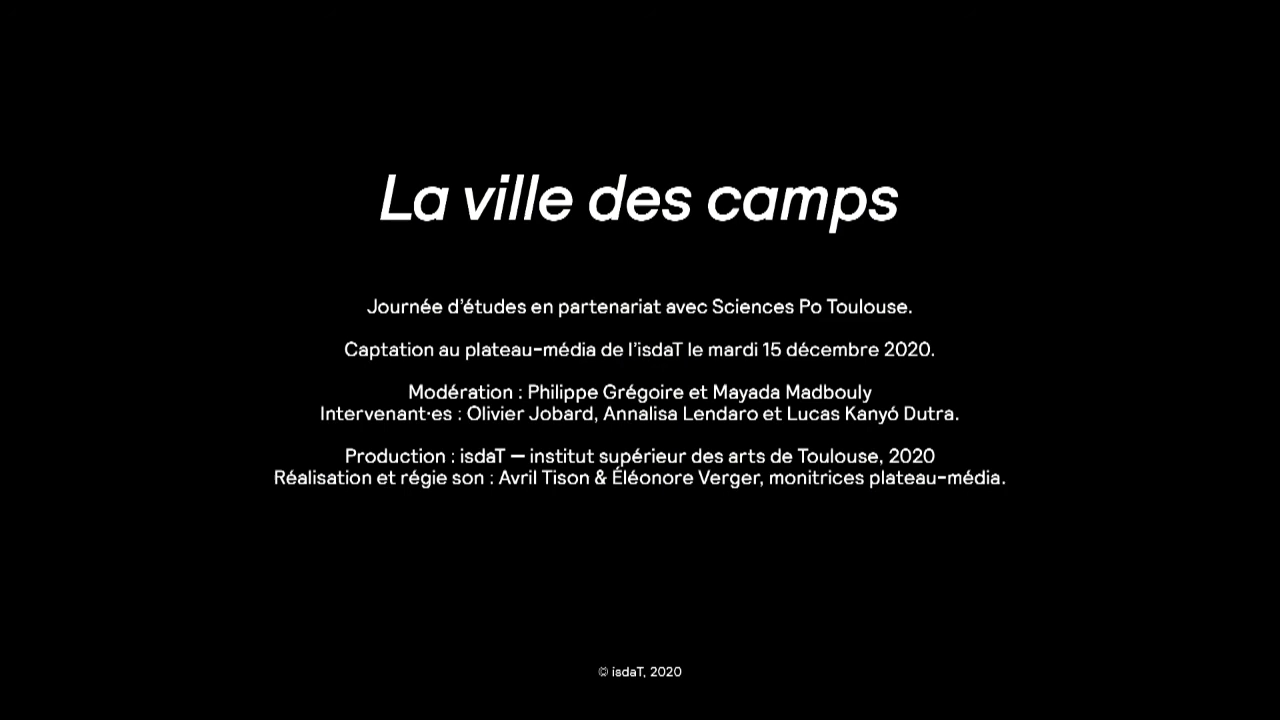 La ville des camps
Journée d'études en partenariat avec Sciences Po Toulouse.
Captation au plateau-média de l'isdaT le mardi 15 décembre 2020.
Modération : Philippe Grégoire et Mayada Madbouly
Intervenant·es : Olivier Jobard, Annalisa Lendaro et Lucas Kanyó Dutra.
Production : isdaT — institut supérieur des arts de Toulouse, 2020
Réalisation et régie son : Avril Tison & Éléonore Verger, monitrices plateau-média.
© isdaT, 2020